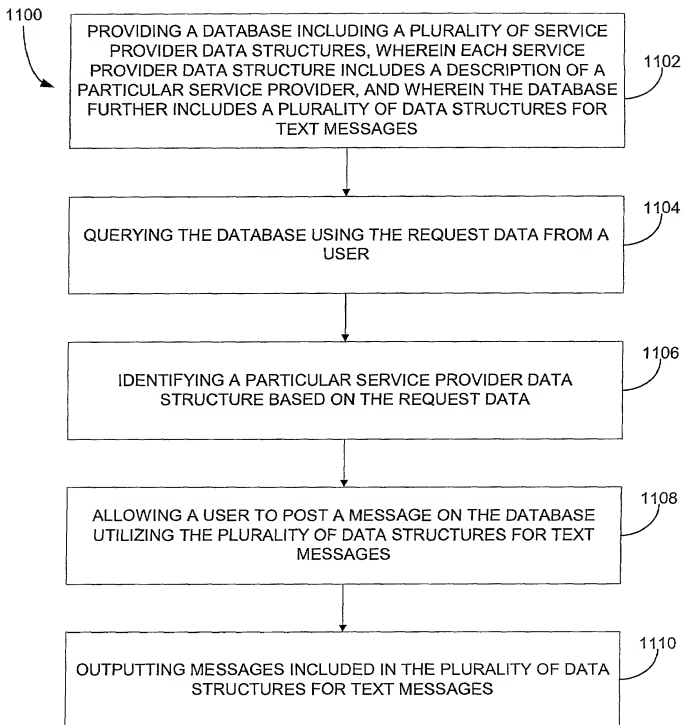 1100
PROVIDING A DATABASE INCLUDING A PLURALITY OF SERVICE
PROVIDER DATA STRUCTURES, WHEREIN EACH SERVICE
PROVIDER DATA STRUCTURE INCLUDES A DESCRIPTION OF A
PARTICULAR SERVICE PROVIDER, AND WHEREIN THE DATABASE
FURTHER INCLUDES A PLURALITY OF DATA STRUCTURES FOR
TEXT MESSAGES
1102
QUERYING THE DATABASE USING THE REQUEST DATA FROM A
USER
1104
IDENTIFYING A PARTICULAR SERVICE PROVIDER DATA
STRUCTURE BASED ON THE REQUEST DATA
1106
ALLOWING A USER TO POST A MESSAGE ON THE DATABASE
UTILIZING THE PLURALITY OF DATA STRUCTURES FOR TEXT
MESSAGES
1108
OUTPUTTING MESSAGES INCLUDED IN THE PLURALITY OF DATA
STRUCTURES FOR TEXT MESSAGES
1110